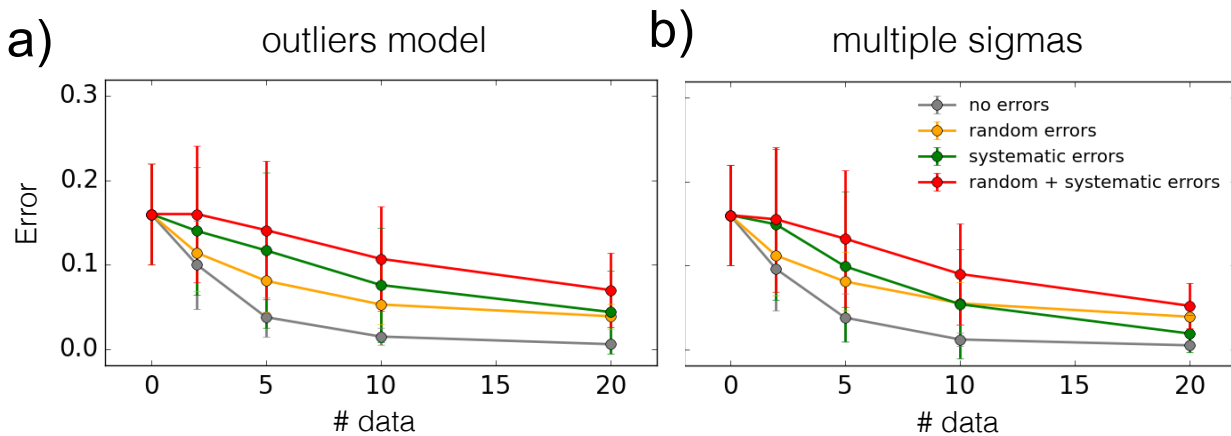 a)
outliers model
b)
multiple sigmas
0.3
0.2
0.1
0.0
Error
0
5
10
15
20
# data
no errors
random errors
systematic errors
random + systematic errors
0
5
10
15
20
# data